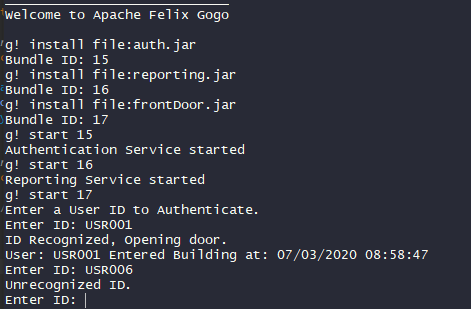 Welcome to Apache Felix Gogo
g! install file:auth.jar
Bundle ID: 15
g! install file:reporting.jar
Bundle ID: 16
g! install file:frontDoor.jar
Bundle ID: 17
g! start 15
Authentication Service started
g! start 16
Reporting Service started
g! start 17
Enter a User ID to Authenticate.
Enter ID: USR001
ID Recognized, Opening door.
User: USR001 Entered Building at: 07/03/2020 08:58:47
Enter ID: USR006
Unrecognized ID.
Enter ID: